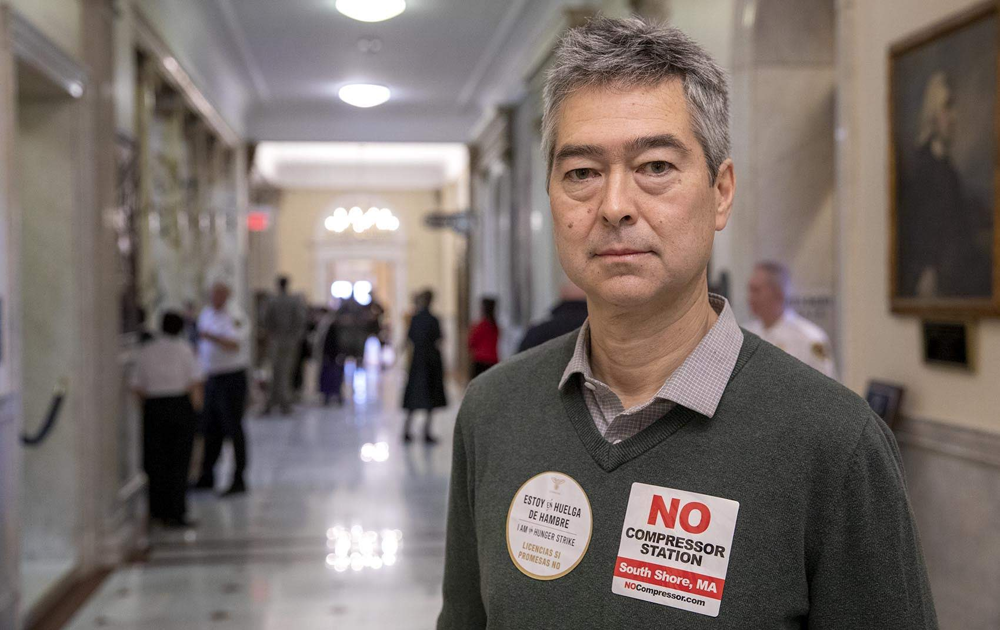 ESTOY EN HUELGA
DE HAMBRE
I AM ON HUNGER STRIKE
LICENCIAS SI
PROMESAS NO
NO
COMPRESSOR
STATION
South Shore, MA
NOCompressor.com